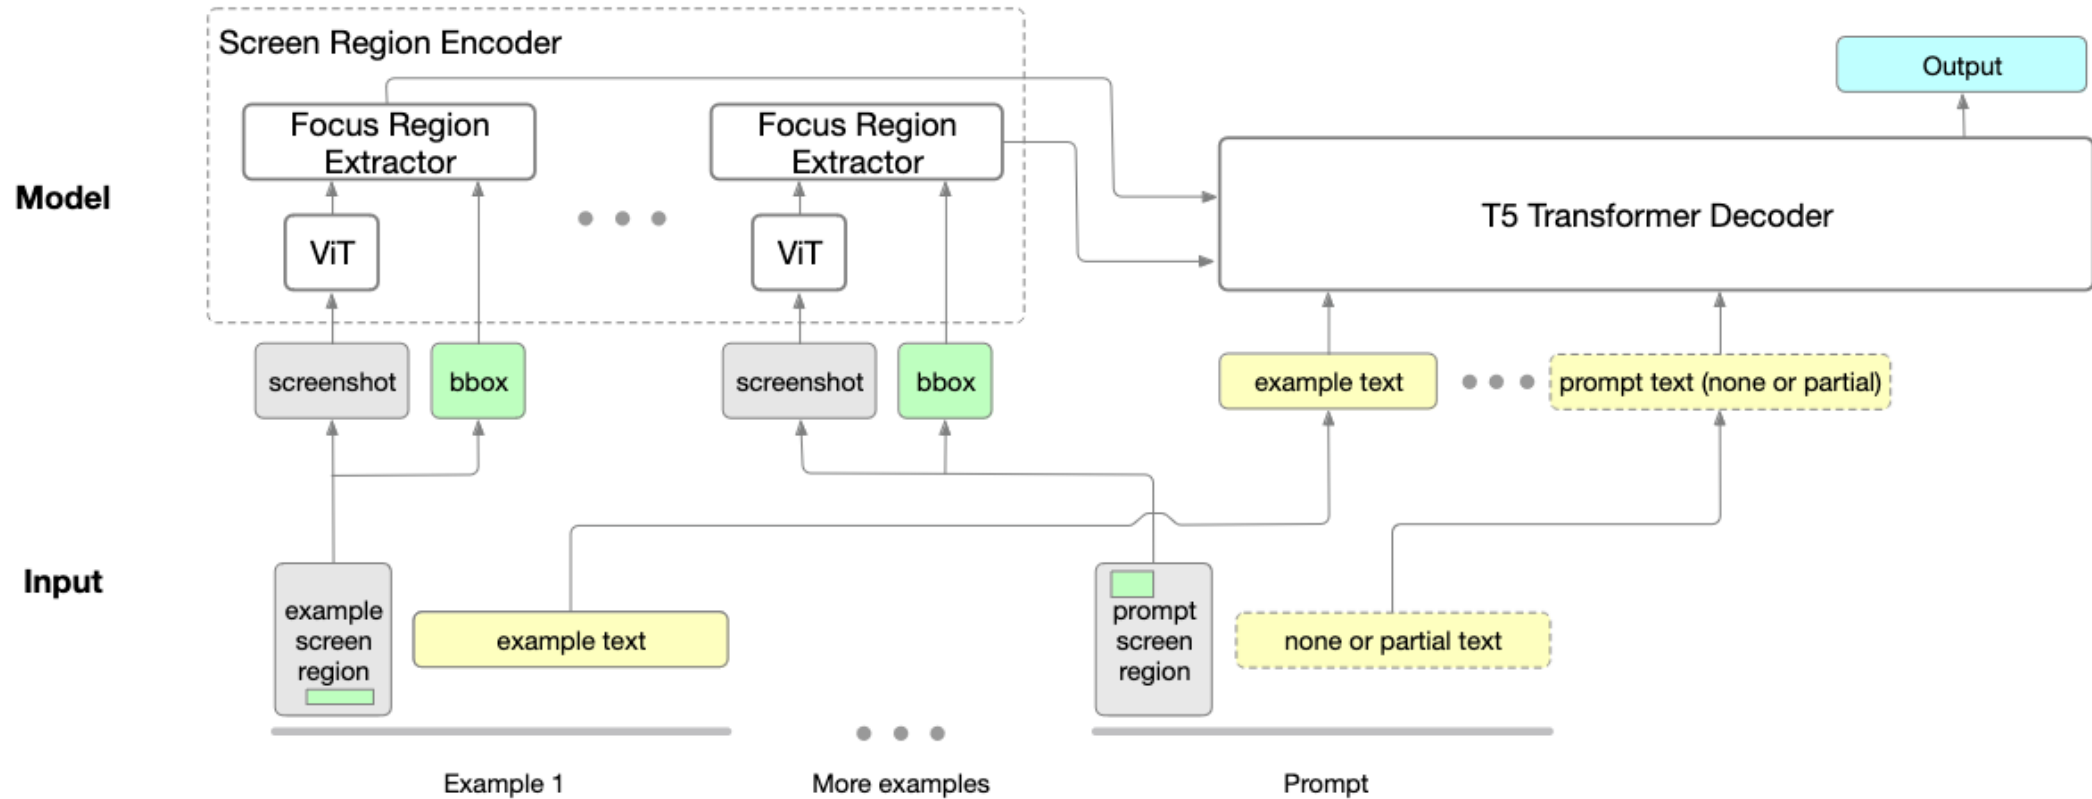 Screen Region Encoder
Output
Focus Region
Extractor
Focus Region
Extractor
Model
T5 Transformer Decoder
ViT
ViT
screenshot
bbox
screenshot
bbox
example text
prompt text (none or partial)
Input
example
screen
region
example text
prompt
screen
region
none or partial text
Example 1
More examples
Prompt